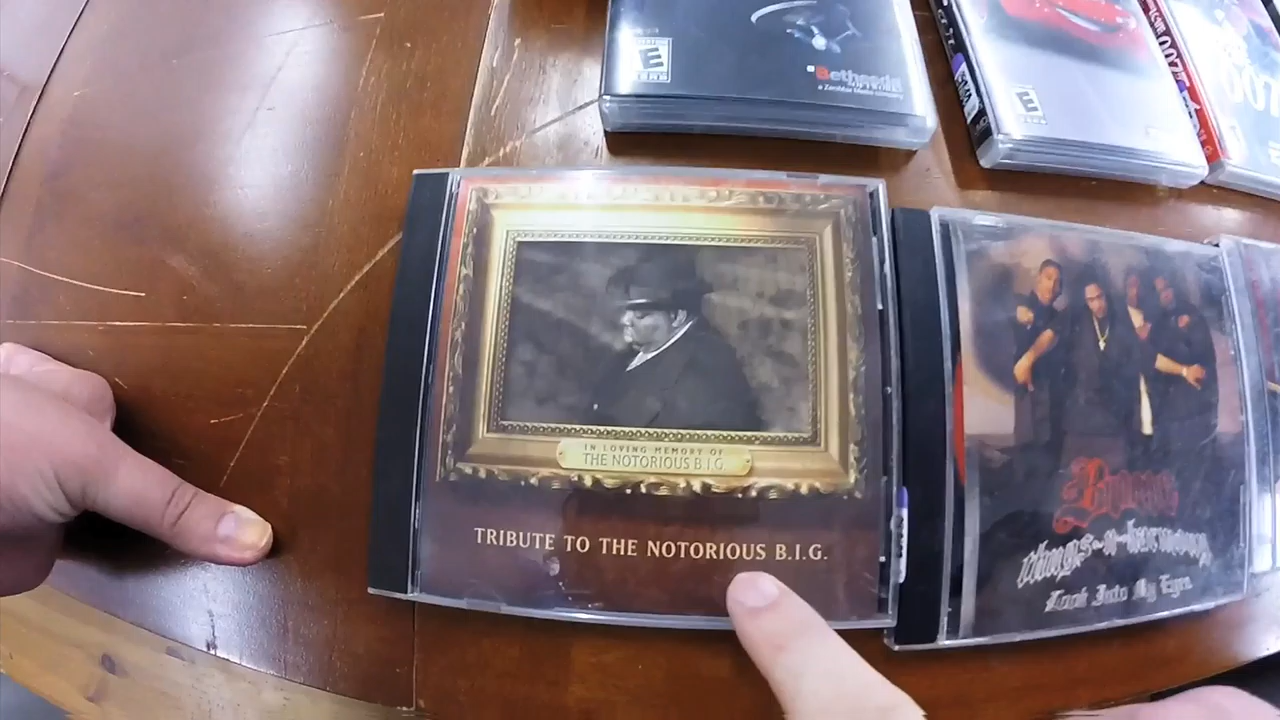 E
Bethesda
a ZeniMax Media company
E
007
007
IN LOVING MEMORY OF
THE NOTORIOUS B.I.G.
TRIBUTE TO THE NOTORIOUS B.I.G.
Bone
thugs-n-harmony
Look Into My Eyes